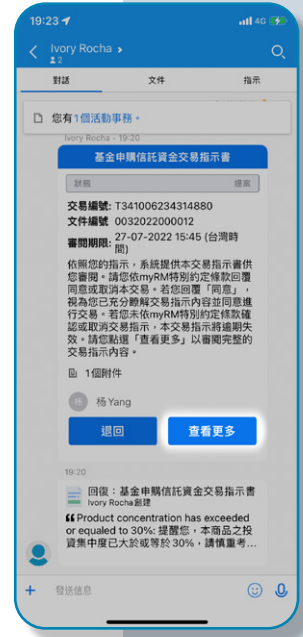 19:23
4G
Ivory Rocha
2
對話 文件 指示
您有1個活動事務。
Ivory Rocha - 19:20
基金申購信託資金交易指示書
狀態 提案
交易編號: T341006234314880
文件編號 0032022000012
審閱期限: 27-07-2022 15:45 (台灣時
間)
依照您的指示，系統提供本交易指示書供
您審閱。請您依myRM特別約定條款回覆
同意或取消本交易。若您回覆「同意」，
視為您已充分瞭解交易指示內容並同意進
行交易。若您未依myRM特別約定條款確
認或取消交易指示，本交易指示將逾期失
效。請您點選「查看更多」以審閱完整的
交易指示內容。
1個附件
杨 杨 Yang
退回 查看更多
19:20
回復：基金申購信託資金交易指示書
Ivory Rocha創建
Product concentration has exceeded
or equaled to 30%: 提醒您，本商品之投
資集中度已大於或等於30%，請慎重考...
發送信息